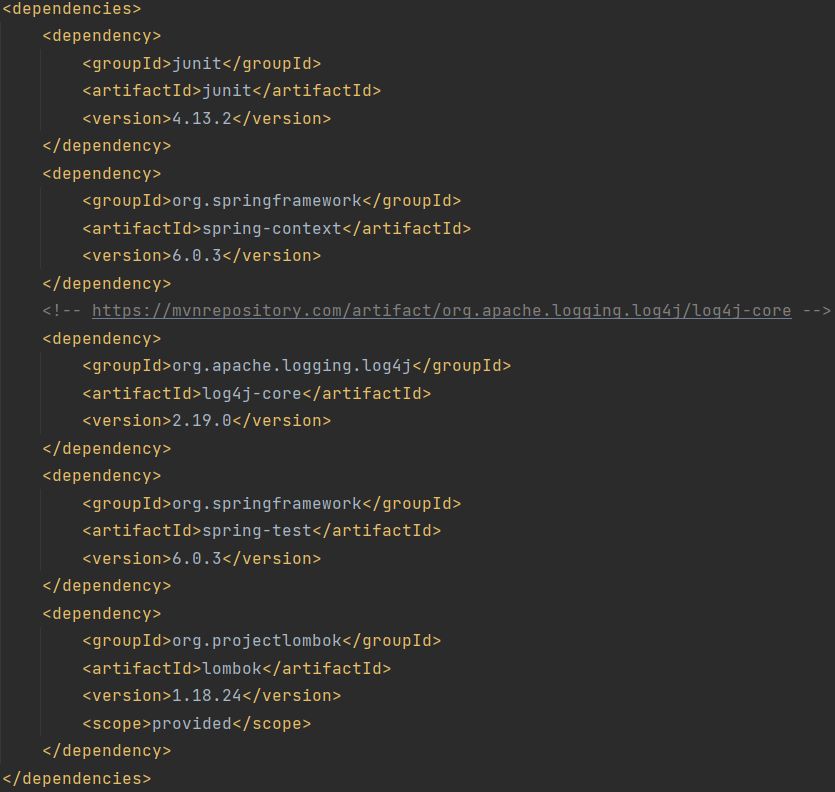 <dependencies>
    <dependency>
        <groupId>junit</groupId>
        <artifactId>junit</artifactId>
        <version>4.13.2</version>
    </dependency>
    <dependency>
        <groupId>org.springframework</groupId>
        <artifactId>spring-context</artifactId>
        <version>6.0.3</version>
    </dependency>
    <!-- https://mvnrepository.com/artifact/org.apache.logging.log4j/log4j-core -->
    <dependency>
        <groupId>org.apache.logging.log4j</groupId>
        <artifactId>log4j-core</artifactId>
        <version>2.19.0</version>
    </dependency>
    <dependency>
        <groupId>org.springframework</groupId>
        <artifactId>spring-test</artifactId>
        <version>6.0.3</version>
    </dependency>
    <dependency>
        <groupId>org.projectlombok</groupId>
        <artifactId>lombok</artifactId>
        <version>1.18.24</version>
        <scope>provided</scope>
    </dependency>
</dependencies>